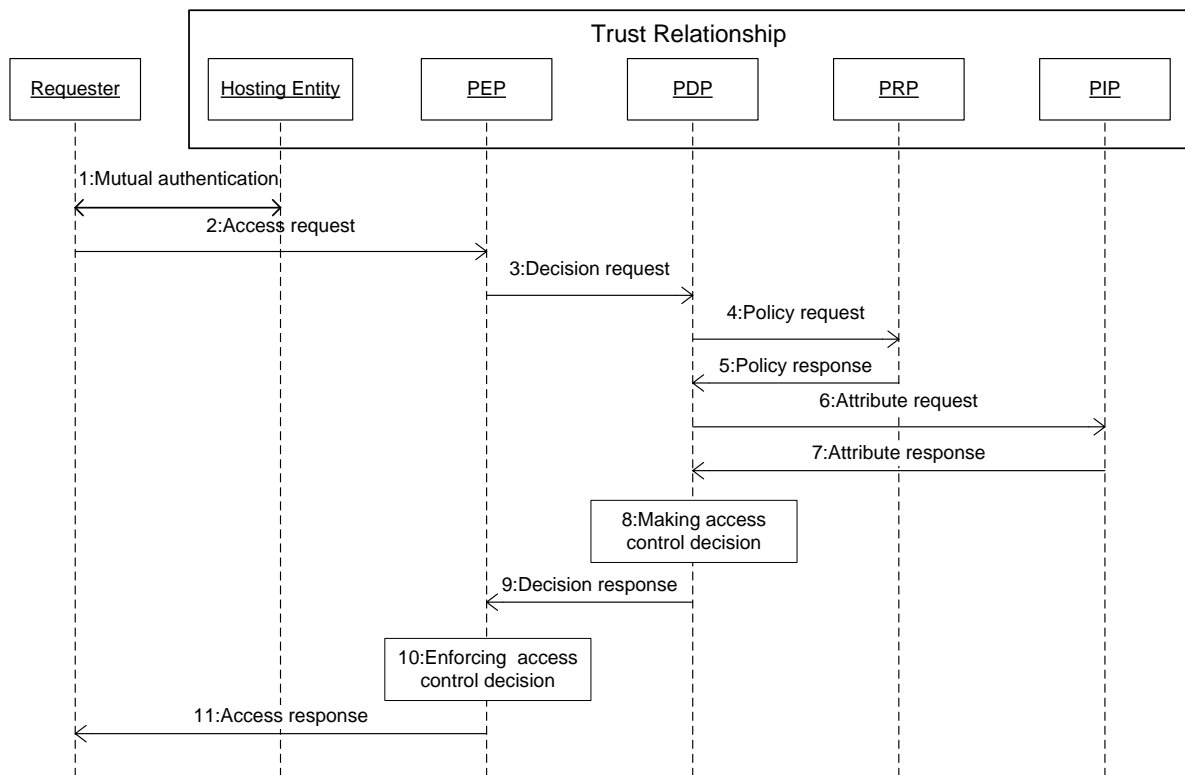 Trust Relationship
Requester
Hosting Entity
PEP
PDP
PRP
PIP
1:Mutual authentication
2:Access request
3:Decision request
4:Policy request
5:Policy response
6:Attribute request
7:Attribute response
8:Making access
control decision
9:Decision response
10:Enforcing access
control decision
11:Access response